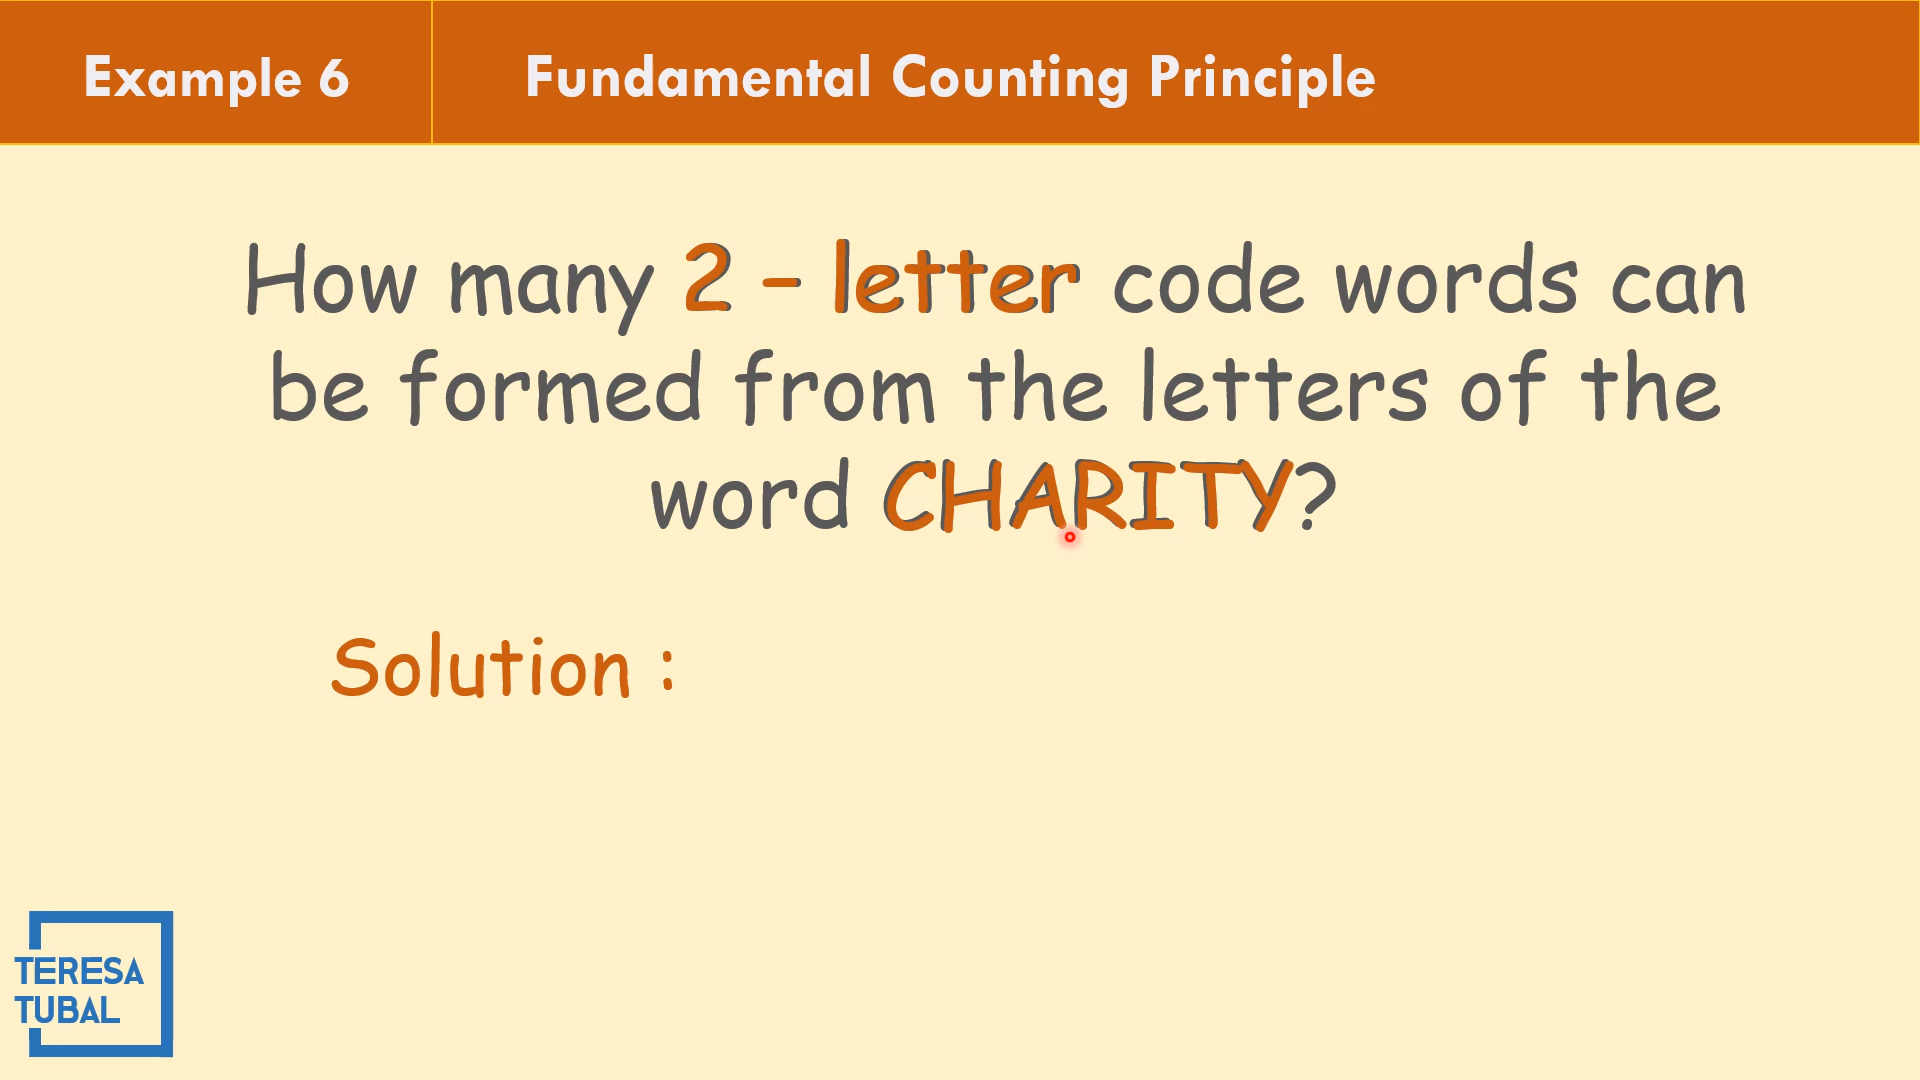 Example 6
Fundamental Counting Principle
How many 2 – letter code words can
be formed from the letters of the
word CHARITY?
Solution :
TERESA
TUBAL